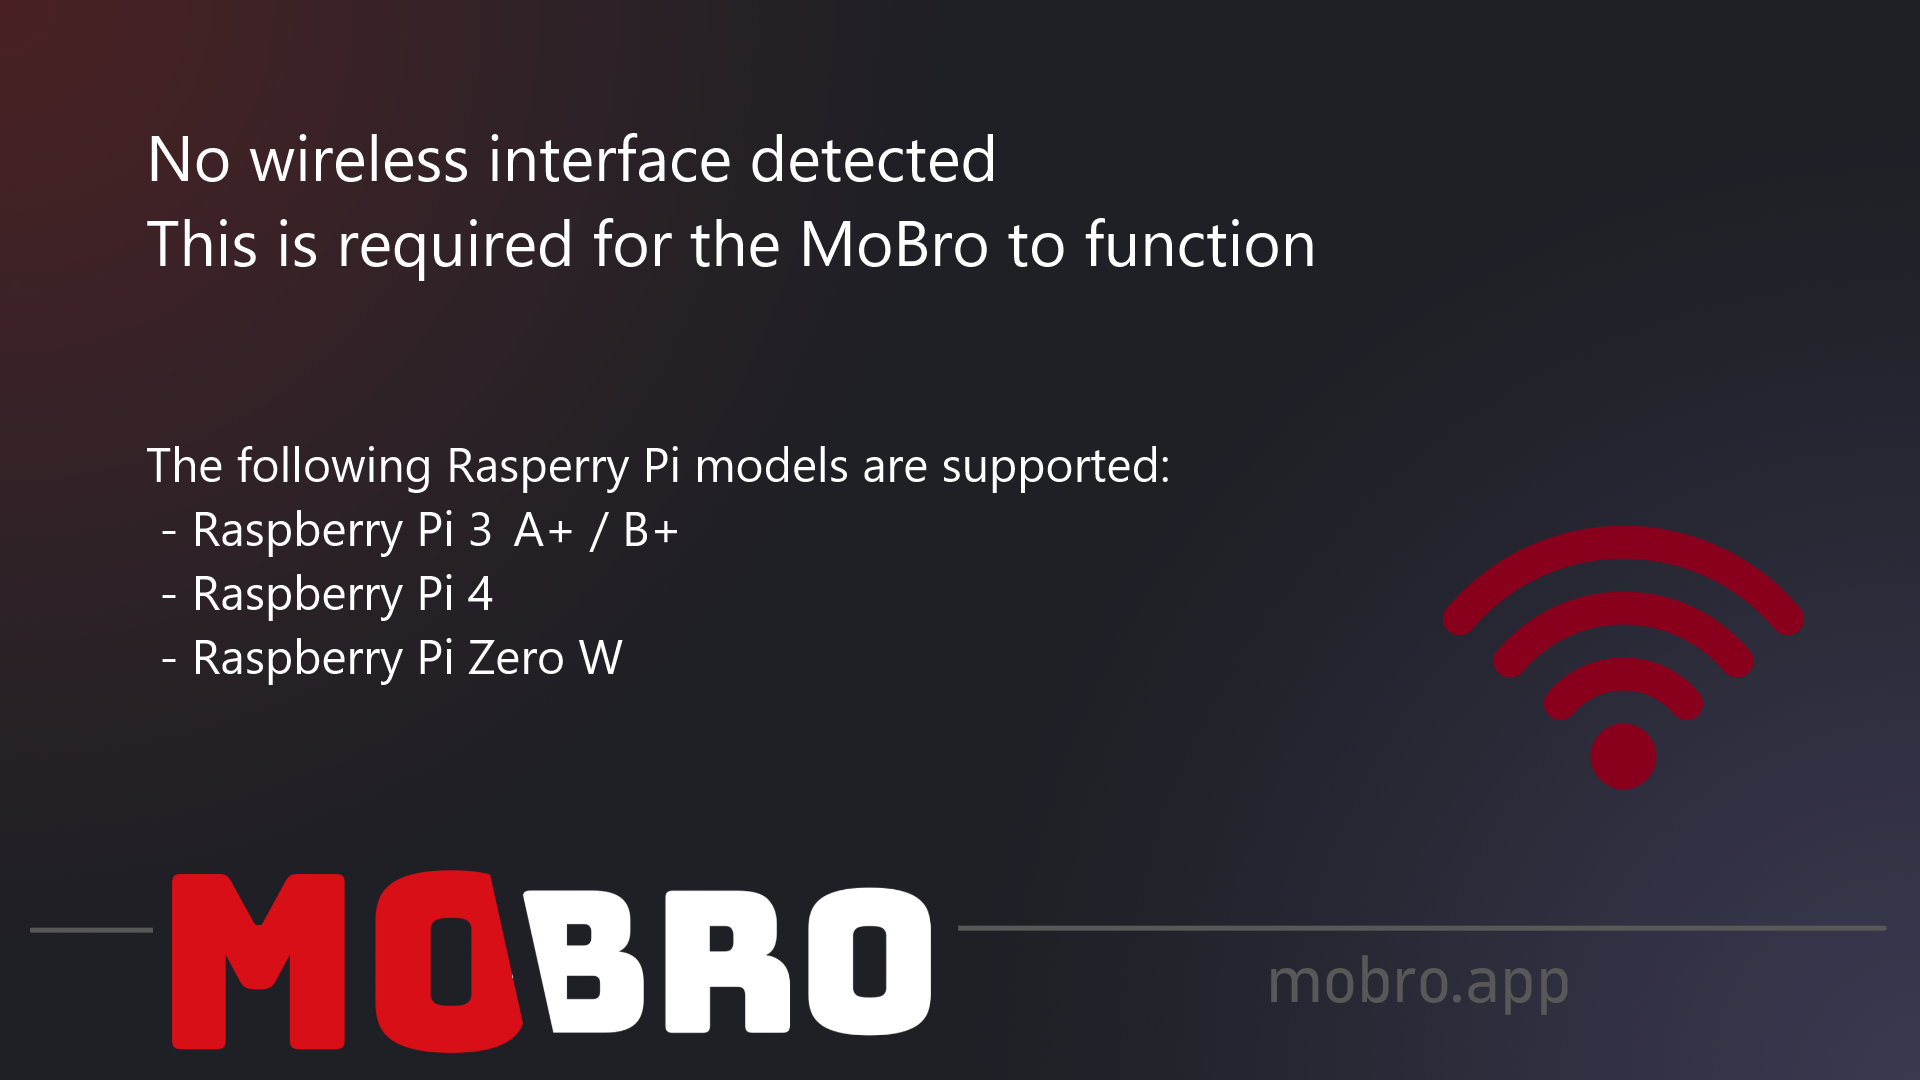 No wireless interface detected
This is required for the MoBro to function
The following Rasperry Pi models are supported:
- Raspberry Pi 3 A+ / B+
- Raspberry Pi 4
- Raspberry Pi Zero W
MOBRO
mobro.app